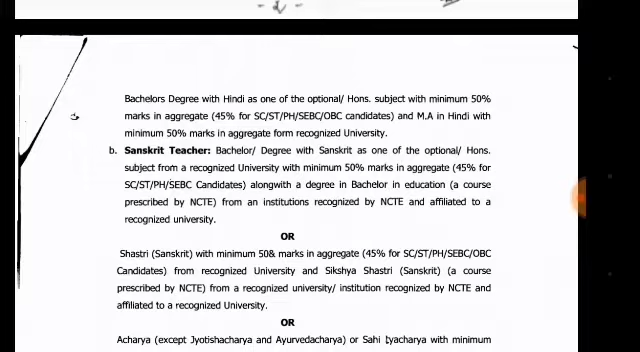 - 2 -
Bachelors Degree with Hindi as one of the optional/ Hons. subject with minimum 50%
marks in aggregate (45% for SC/ST/PH/SEBC/OBC candidates) and M.A in Hindi with
minimum 50% marks in aggregate form recognized University.
b. Sanskrit Teacher: Bachelor/ Degree with Sanskrit as one of the optional/ Hons.
subject from a recognized University with minimum 50% marks in aggregate (45% for
SC/ST/PH/SEBC Candidates) alongwith a degree in Bachelor in education (a course
prescribed by NCTE) from an institutions recognized by NCTE and affiliated to a
recognized university.
OR
Shastri (Sanskrit) with minimum 50& marks in aggregate (45% for SC/ST/PH/SEBC/OBC
Candidates) from recognized University and Sikshya Shastri (Sanskrit) (a course
prescribed by NCTE) from a recognized university/ institution recognized by NCTE and
affiliated to a recognized University.
OR
Acharya (except Jyotishacharya and Ayurvedacharya) or Sahi tyacharya with minimum